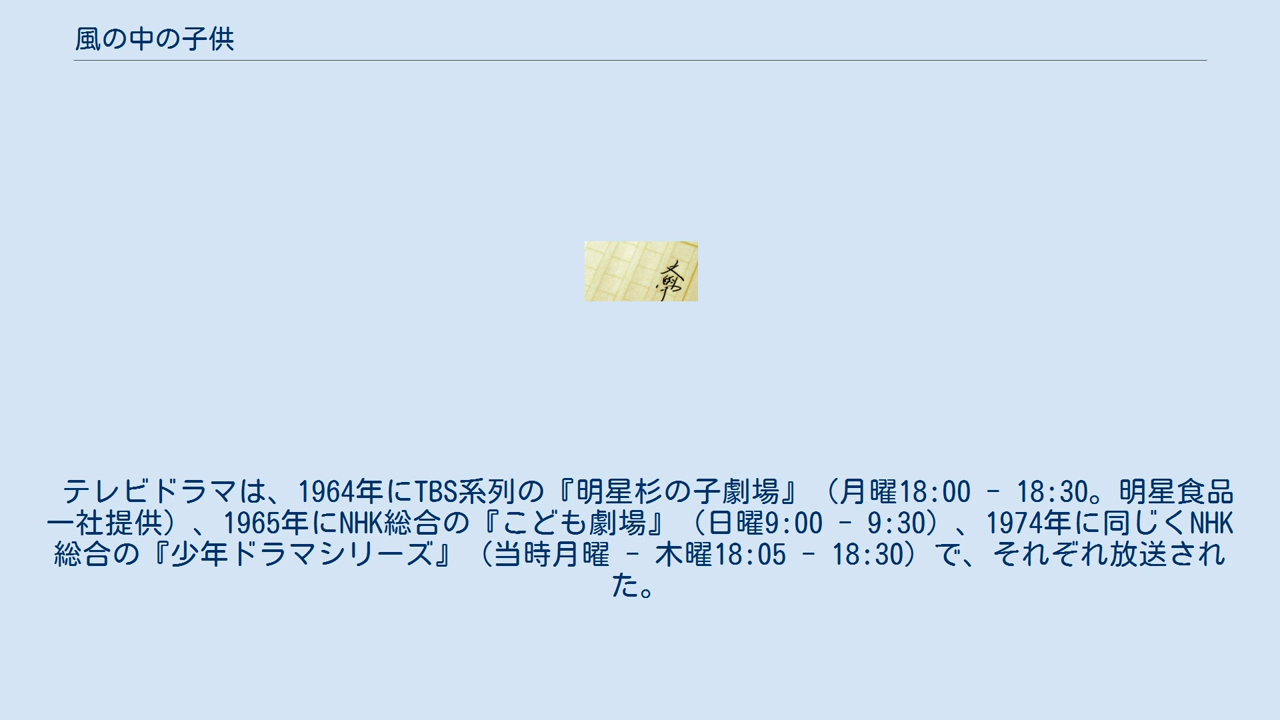 風の中の子供
テレビドラマは、1964年にTBS系列の『明星杉の子劇場』（月曜18:00 - 18:30。明星食品
一社提供）、1965年にNHK総合の『こども劇場』（日曜9:00 - 9:30）、1974年に同じくNHK
総合の『少年ドラマシリーズ』（当時月曜 - 木曜18:05 - 18:30）で、それぞれ放送され
た。